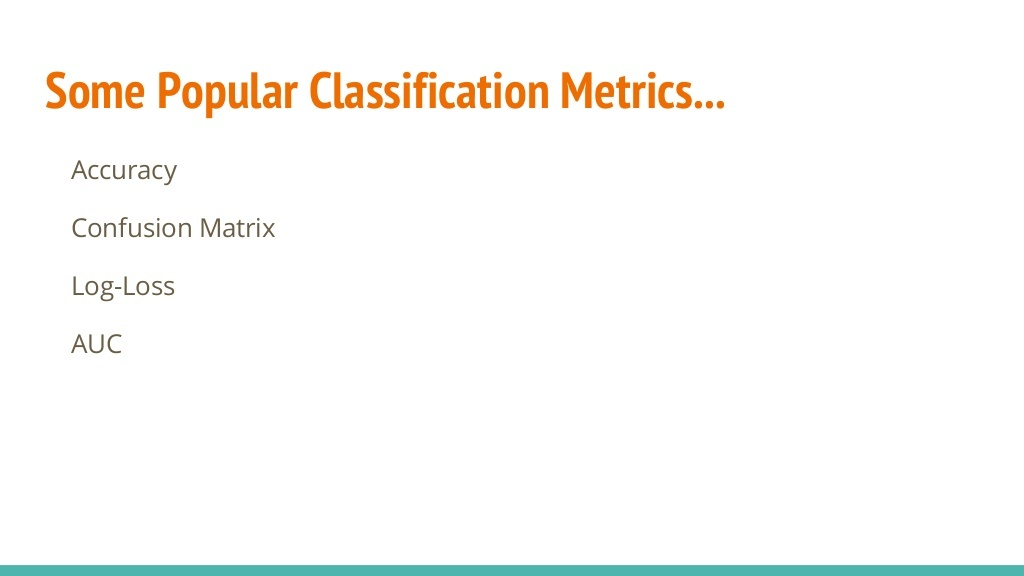 Some Popular Classification Metrics...
Accuracy
Confusion Matrix
Log-Loss
AUC